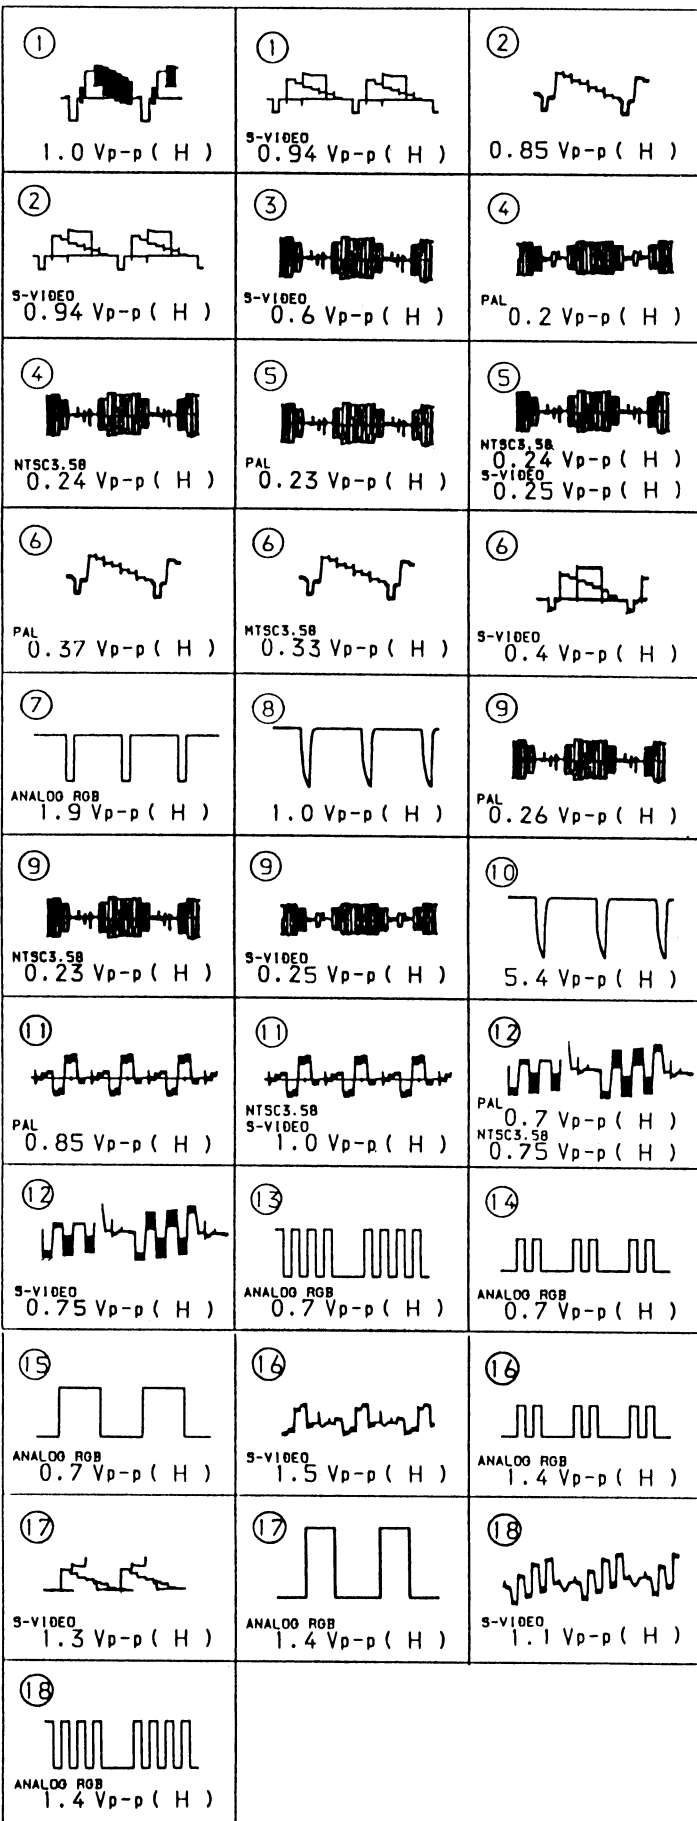 ①
1.0 Vp-p ( H )
①
S-VIDEO
0.94 Vp-p ( H )
②
0.85 Vp-p ( H )
②
S-VIDEO
0.94 Vp-p ( H )
③
S-VIDEO
0.6 Vp-p ( H )
④
PAL
0.2 Vp-p ( H )
④
NTSC3.58
0.24 Vp-p ( H )
⑤
PAL
0.23 Vp-p ( H )
⑤
NTSC3.58
0.24 Vp-p ( H )
S-VIDEO
0.25 Vp-p ( H )
⑥
PAL
0.37 Vp-p ( H )
⑥
MTSC3.58
0.33 Vp-p ( H )
⑥
S-VIDEO
0.4 Vp-p ( H )
⑦
ANALOG RGB
1.9 Vp-p ( H )
⑧
1.0 Vp-p ( H )
⑨
PAL
0.26 Vp-p ( H )
⑨
NTSC3.58
0.23 Vp-p ( H )
⑨
S-VIDEO
0.25 Vp-p ( H )
⑩
5.4 Vp-p ( H )
⑪
PAL
0.85 Vp-p ( H )
⑪
NTSC3.58
S-VIDEO
1.0 Vp-p ( H )
⑫
PAL
0.7 Vp-p ( H )
NTSC3.58
0.75 Vp-p ( H )
⑫
S-VIDEO
0.75 Vp-p ( H )
⑬
ANALOG RGB
0.7 Vp-p ( H )
⑭
ANALOG RGB
0.7 Vp-p ( H )
⑮
ANALOG RGB
0.7 Vp-p ( H )
⑯
S-VIDEO
1.5 Vp-p ( H )
⑯
ANALOG RGB
1.4 Vp-p ( H )
⑰
S-VIDEO
1.3 Vp-p ( H )
⑰
ANALOG RGB
1.4 Vp-p ( H )
⑱
S-VIDEO
1.1 Vp-p ( H )
⑱
ANALOG RGB
1.4 Vp-p ( H )